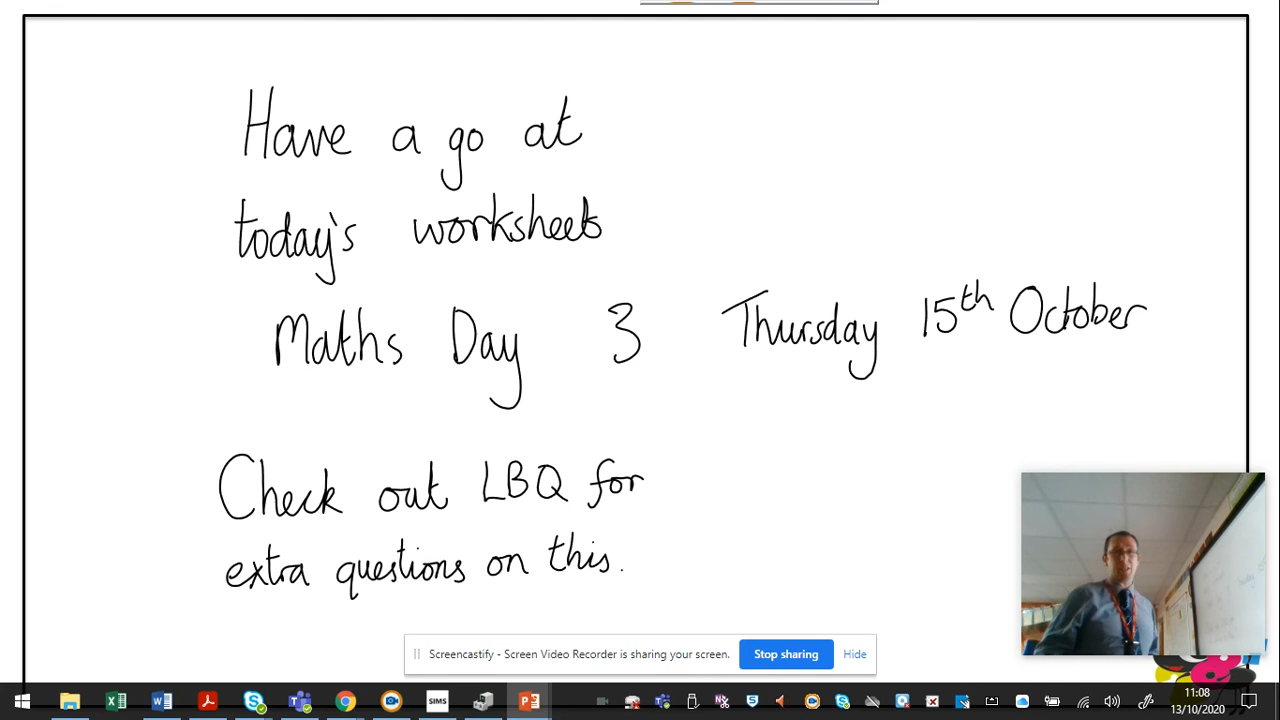 Have a go at
today's worksheets
Maths Day 3 Thursday 15th October
Check out LBQ for
extra questions on this.
Screencastify - Screen Video Recorder is sharing your screen. Stop sharing Hide
SIMS
11:08
13/10/2020